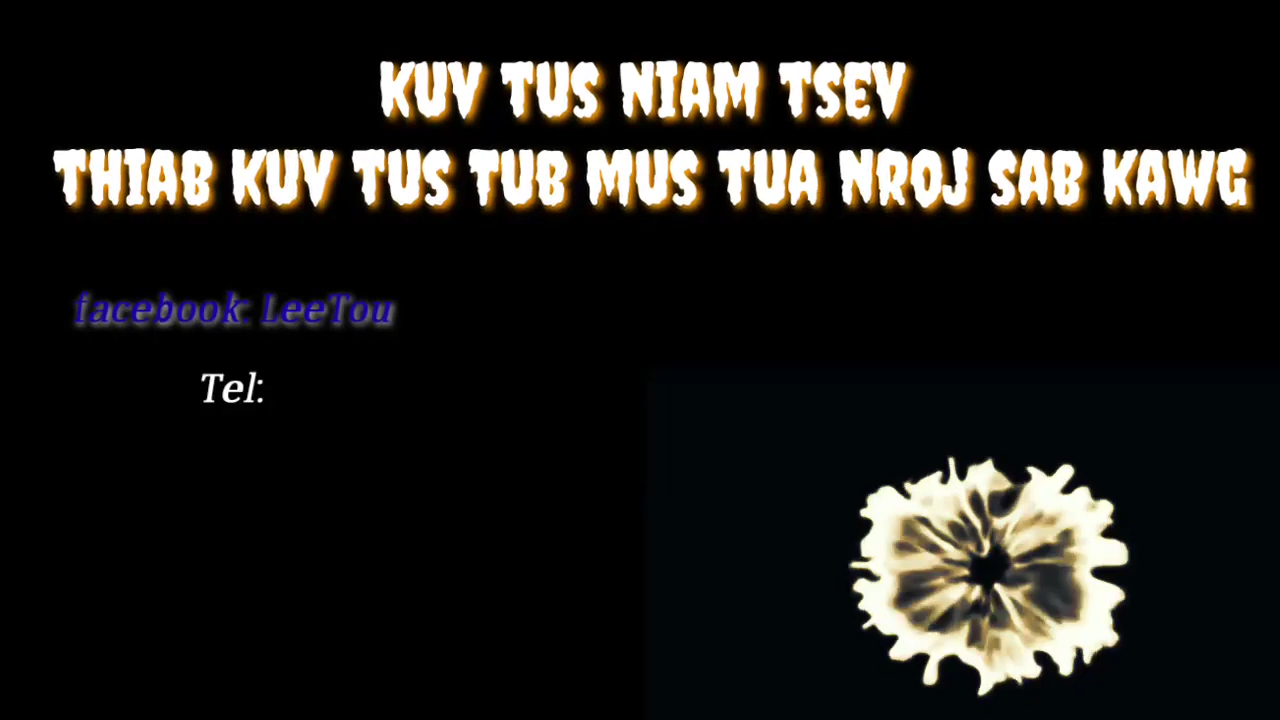 KUV TUS NIAM TSEV
THIAB KUV TUS TUB MUS TUA NROJ SAB KAWG
facebook: LeeTou
Tel: